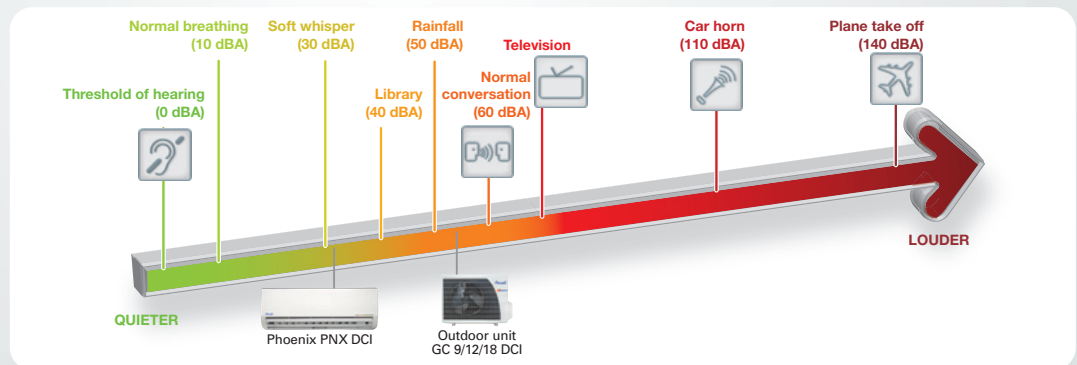 Normal breathing
(10 dBA)
Soft whisper
(30 dBA)
Rainfall
(50 dBA)
Television
Car horn
(110 dBA)
Plane take off
(140 dBA)
Threshold of hearing
(0 dBA)
Library
(40 dBA)
Normal
conversation
(60 dBA)
LOUDER
QUIETER
Phoenix PNX DCI
Outdoor unit
GC 9/12/18 DCI